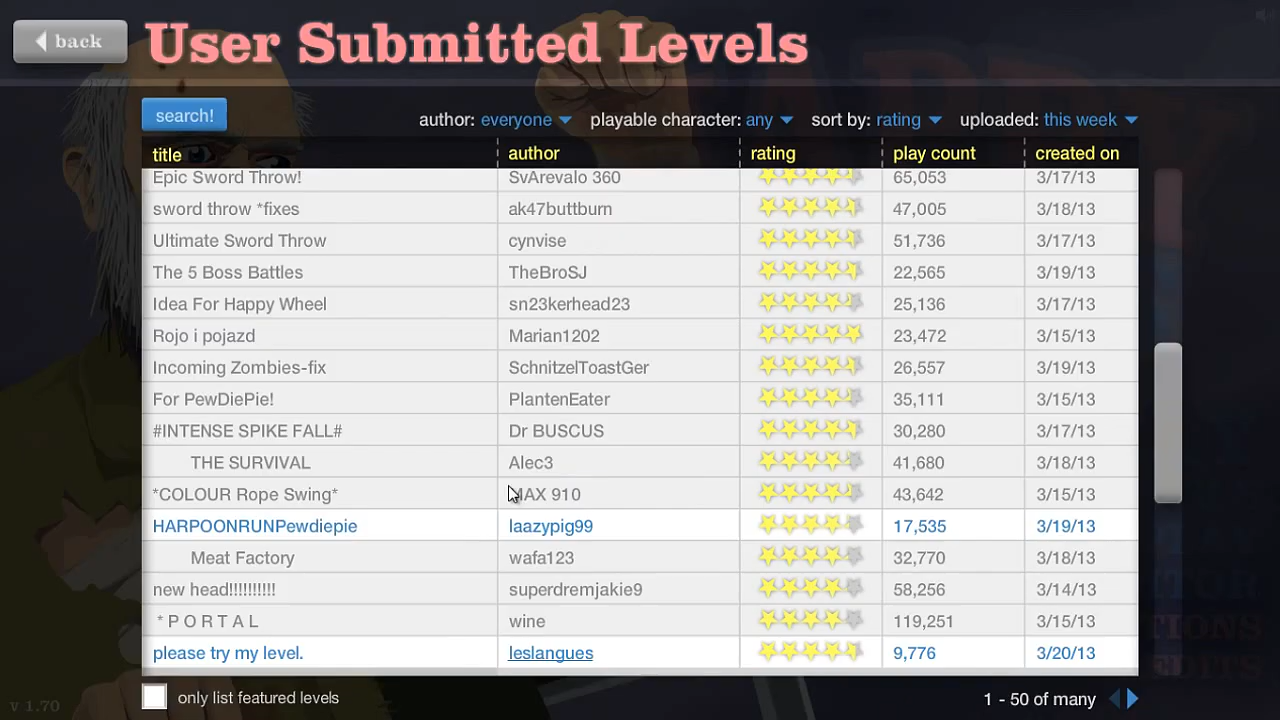 back
User Submitted Levels
search!
author: everyone playable character: any sort by: rating uploaded: this week
title author rating play count created on
Epic Sword Throw! SvArevalo 360 65,053 3/17/13
sword throw *fixes ak47buttburn 47,005 3/18/13
Ultimate Sword Throw cynvise 51,736 3/17/13
The 5 Boss Battles TheBroSJ 22,565 3/19/13
Idea For Happy Wheel sn23kerhead23 25,136 3/17/13
Rojo i pojazd Marian1202 23,472 3/15/13
Incoming Zombies-fix SchnitzelToastGer 26,557 3/19/13
For PewDiePie! PlantenEater 35,111 3/15/13
#INTENSE SPIKE FALL# Dr BUSCUS 30,280 3/17/13
THE SURVIVAL Alec3 41,680 3/18/13
*COLOUR Rope Swing* MAX 910 43,642 3/15/13
HARPOONRUNPewdiepie laazypig99 17,535 3/19/13
Meat Factory wafa123 32,770 3/18/13
new head!!!!!!!!!! superdremjakie9 58,256 3/14/13
* P O R T A L wine 119,251 3/15/13
please try my level. leslangues 9,776 3/20/13
only list featured levels 1 - 50 of many
v 1.70